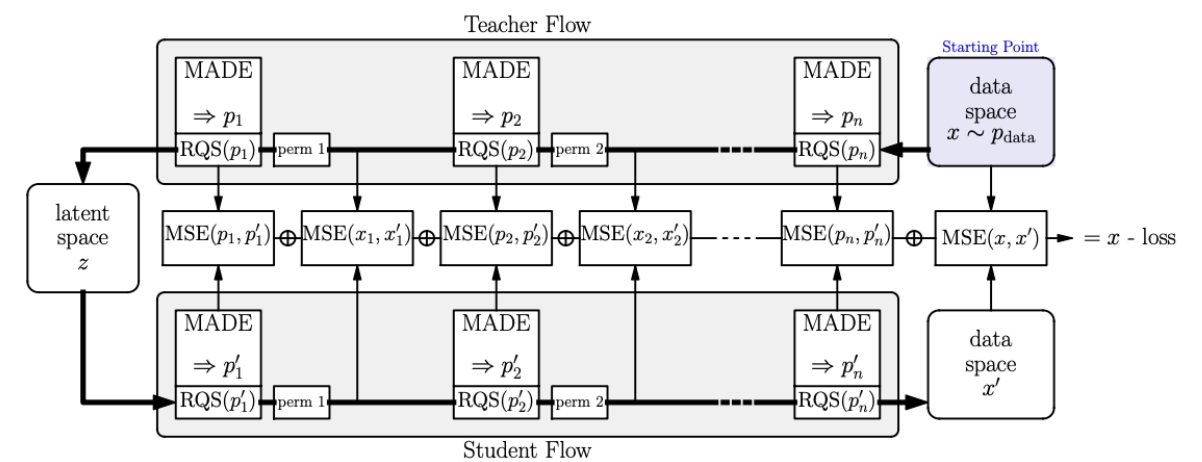 Teacher Flow
Starting Point
MADE
⇒ p₁
RQS(p₁)
perm 1
MADE
⇒ p₂
RQS(p₂)
perm 2
MADE
⇒ pₙ
RQS(pₙ)
data
space
x ∼ p_data
latent
space
z
MSE(p₁, p′₁) ⊕ MSE(x₁, x′₁) ⊕ MSE(p₂, p′₂) ⊕ MSE(x₂, x′₂) MSE(pₙ, p′ₙ) ⊕ MSE(x, x′) = x - loss
MADE
⇒ p′₁
RQS(p′₁)
perm 1
MADE
⇒ p′₂
RQS(p′₂)
perm 2
MADE
⇒ p′ₙ
RQS(p′ₙ)
data
space
x′
Student Flow